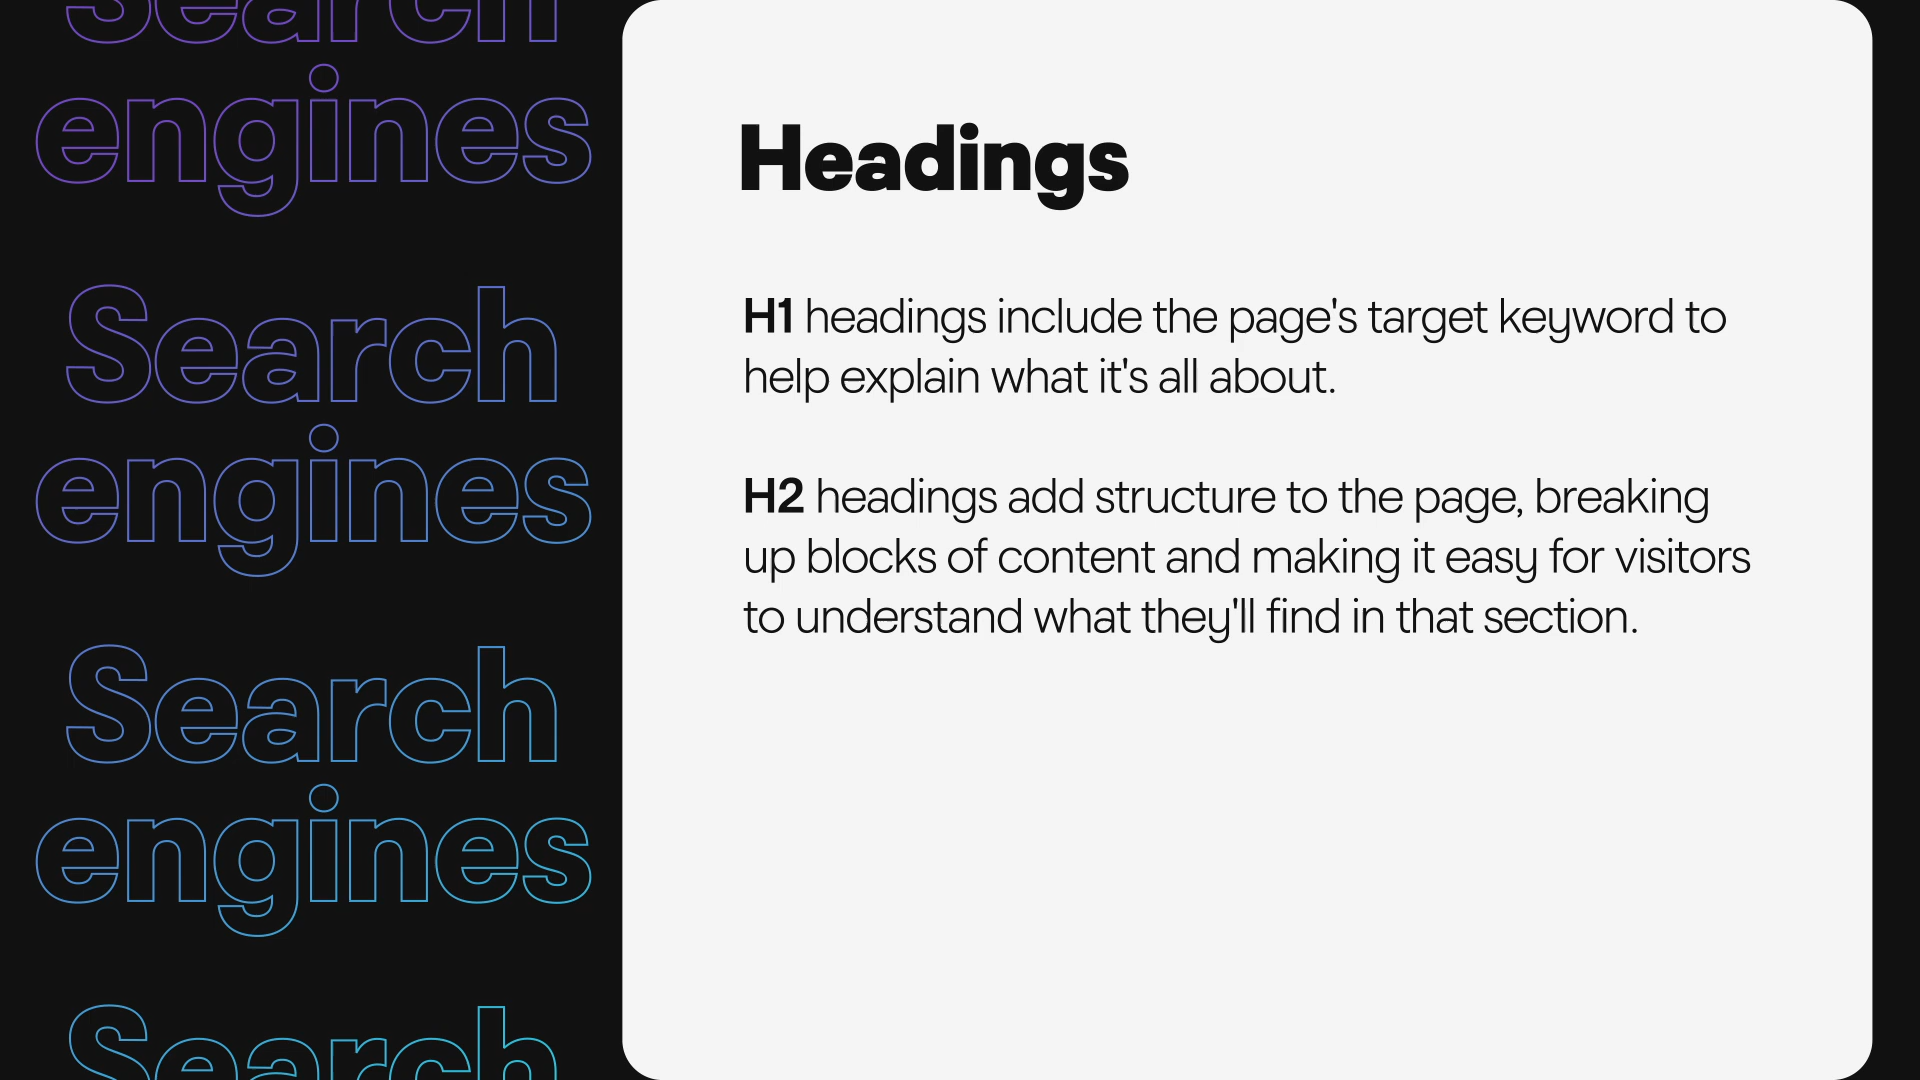 Search
engines
Search
engines
Search
engines
Search
Headings
H1 headings include the page's target keyword to
help explain what it's all about.
H2 headings add structure to the page, breaking
up blocks of content and making it easy for visitors
to understand what they'll find in that section.